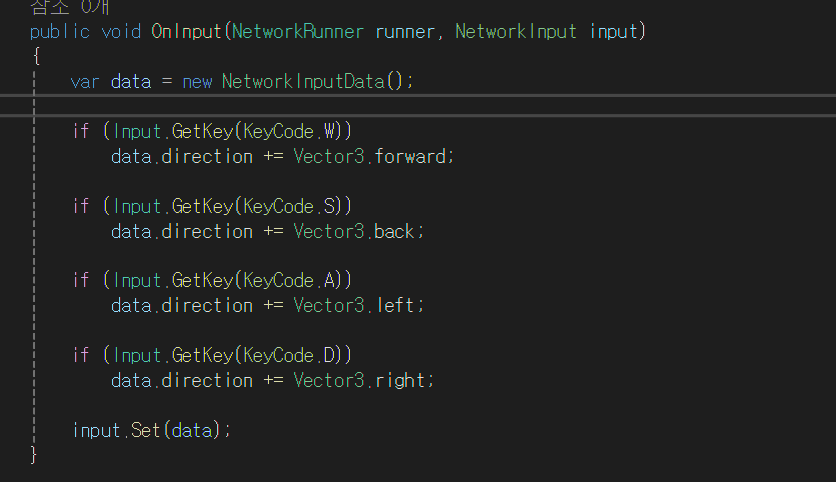 참조 0개
public void OnInput(NetworkRunner runner, NetworkInput input)
{
var data = new NetworkInputData();
if (Input.GetKey(KeyCode.W))
data.direction += Vector3.forward;
if (Input.GetKey(KeyCode.S))
data.direction += Vector3.back;
if (Input.GetKey(KeyCode.A))
data.direction += Vector3.left;
if (Input.GetKey(KeyCode.D))
data.direction += Vector3.right;
input.Set(data);
}